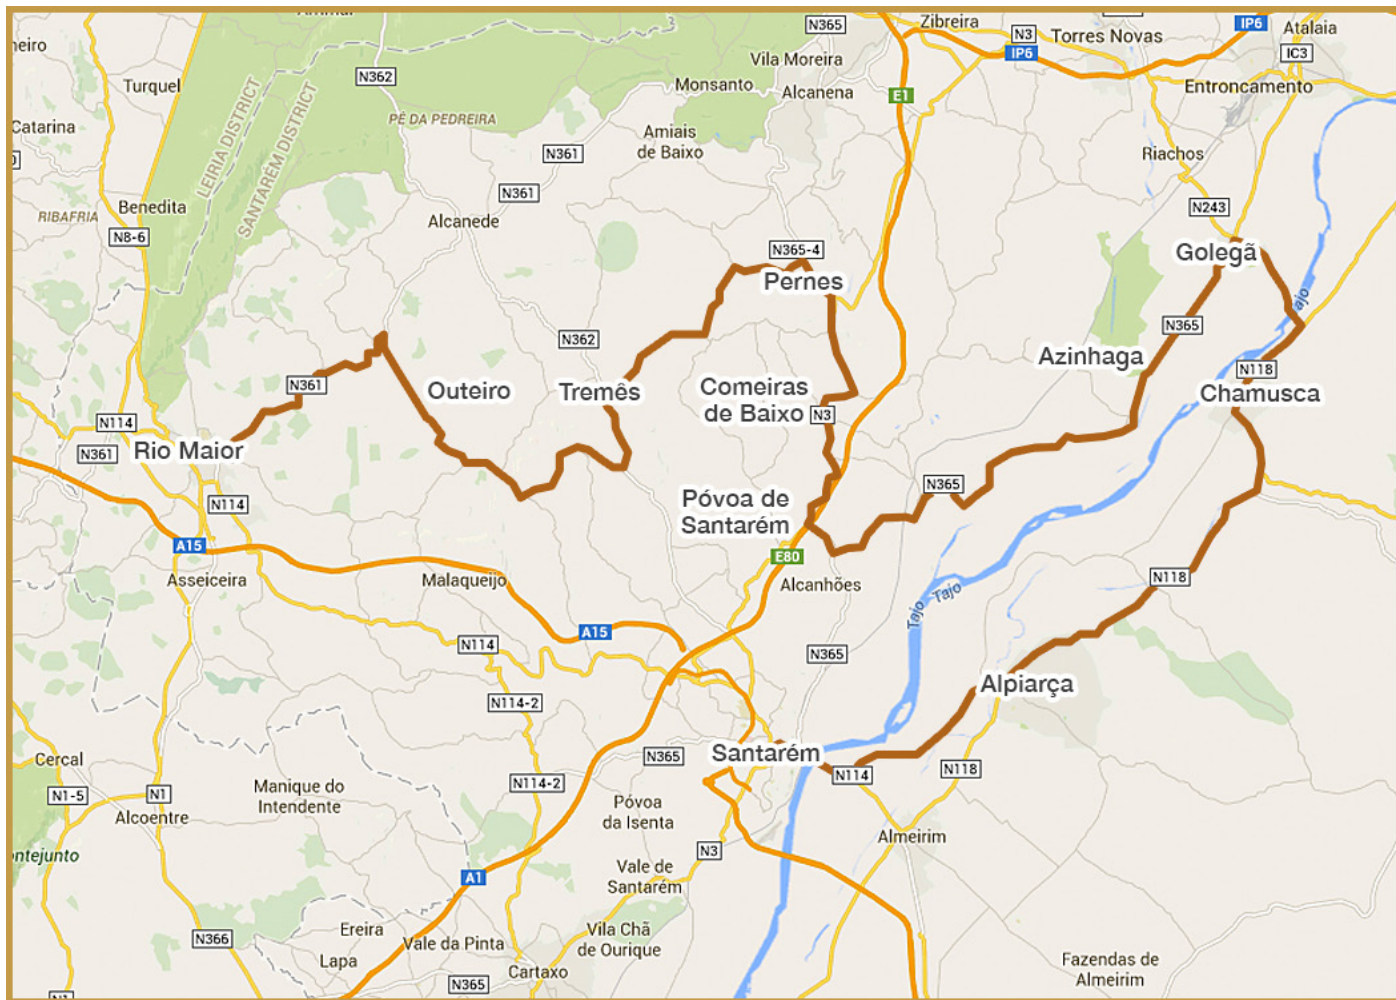 N365
Zibreira
N3
Torres Novas
IP6
Atalaia
IC3
IP6
Vila Moreira
N362
Turquel
Monsanto
Alcanena
E1
Entroncamento
PÉ DA PEDREIRA
Catarina
Amiais
de Baixo
LEIRIA DISTRICT
SANTARÉM DISTRICT
N361
Riachos
N361
RIBAFRIA
Benedita
Alcanede
N243
N8-6
N365-4
Golegã
Pernes
Tajo
N365
N362
Azinhaga
N361
Outeiro
Tremês
Comeiras
de Baixo
N3
N118
Chamusca
N114
N361
Rio Maior
N365
N114
Póvoa de
Santarém
A15
E80
Asseiceira
Malaqueijo
Alcanhões
N118
Tajo
Tajo
A15
N114
N365
Alpiarça
N114-2
Santarém
N365
N114
N118
Cercal
N1-5
N1
Alcoentre
Manique do
Intendente
N114-2
Póvoa
da Isenta
Almeirim
ontejunto
A1
N3
Vale de
Santarém
Ereira
N366
Vale da Pinta
Vila Chã
de Ourique
Lapa
N365
Cartaxo
Fazendas de
Almeirim
N1